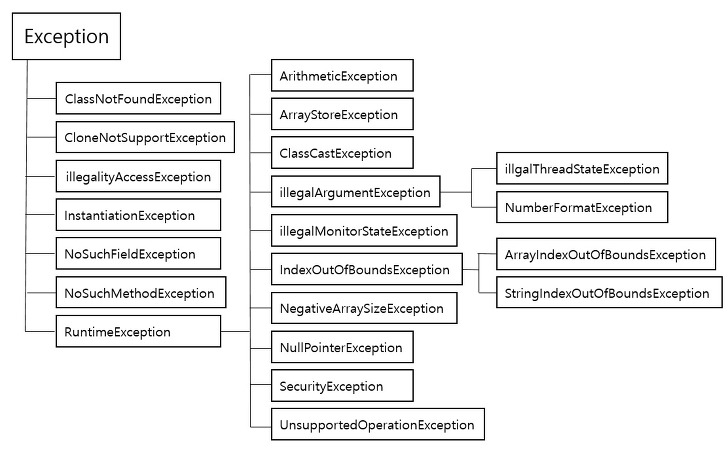 Exception
ClassNotFoundException
CloneNotSupportException
illegalityAccessException
InstantiationException
NoSuchFieldException
NoSuchMethodException
RuntimeException
ArithmeticException
ArrayStoreException
ClassCastException
illegalArgumentException
illegalMonitorStateException
IndexOutOfBoundsException
NegativeArraySizeException
NullPointerException
SecurityException
UnsupportedOperationException
illgalThreadStateException
NumberFormatException
ArrayIndexOutOfBoundsException
StringIndexOutOfBoundsException